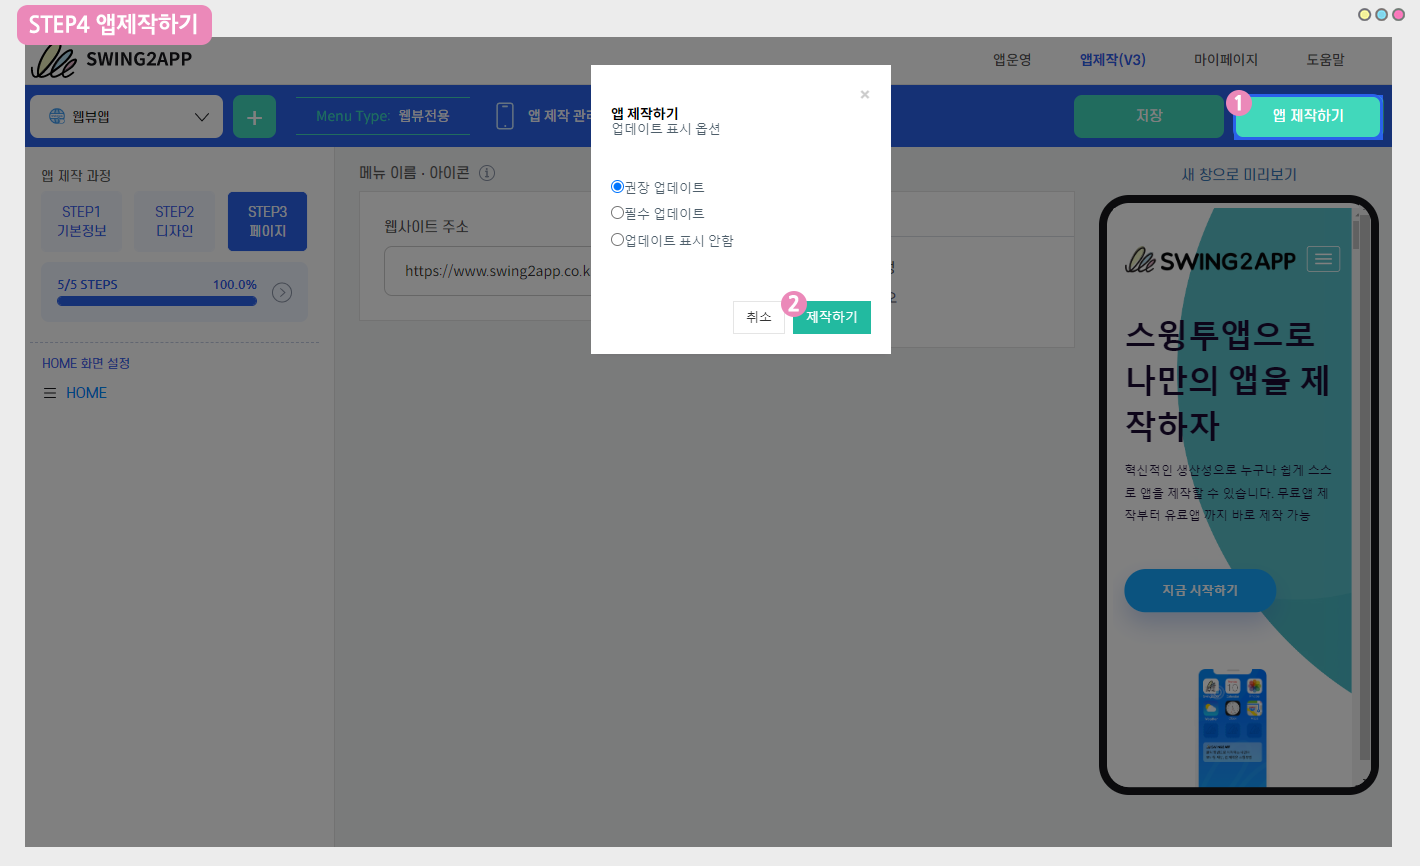 STEP4 앱제작하기
SWING2APP
앱운영
앱제작(V3)
마이페이지
도움말
웹뷰앱
+
Menu Type: 웹뷰전용
앱 제작 관리
저장
1
앱 제작하기
앱 제작하기
업데이트 표시 옵션
권장 업데이트
필수 업데이트
업데이트 표시 안함
취소
2
제작하기
앱 제작 과정
STEP1
기본정보
STEP2
디자인
STEP3
페이지
5/5 STEPS
100.0%
HOME 화면 설정
HOME
메뉴 이름 · 아이콘
웹사이트 주소
https://www.swing2app.co.k
새 창으로 미리보기
SWING2APP
스윙투앱으로
나만의 앱을 제
작하자
혁신적인 생산성으로 누구나 쉽게 스스
로 앱을 제작할 수 있습니다. 무료앱 제
작부터 유료앱 까지 바로 제작 가능
지금 시작하기